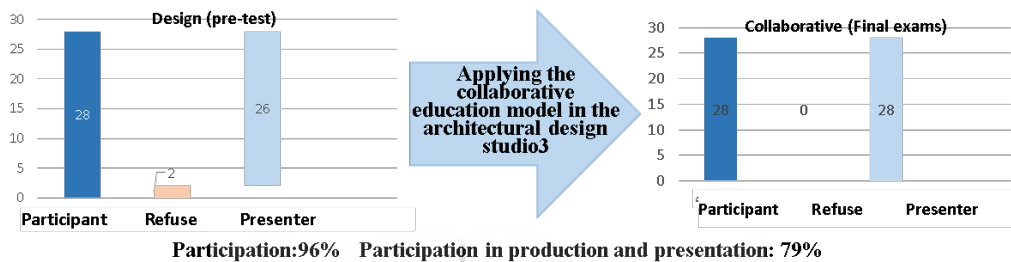 Design (pre-test)
30
25
20
15
10
5
0
28
2
26
Participant Refuse Presenter
Applying the
collaborative
education model in the
architectural design
studio3
Collaborative (Final exams)
30
25
20
15
10
5
0
28
0
28
Participant Refuse Presenter
Participation:96% Participation in production and presentation: 79%